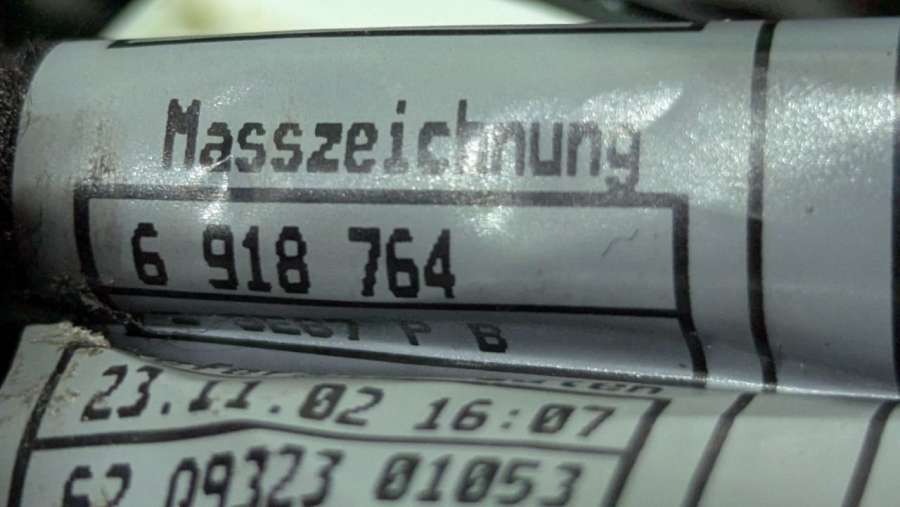 Masszeichnung
6 918 764
P B
23.11.02 16:07
09323 01053